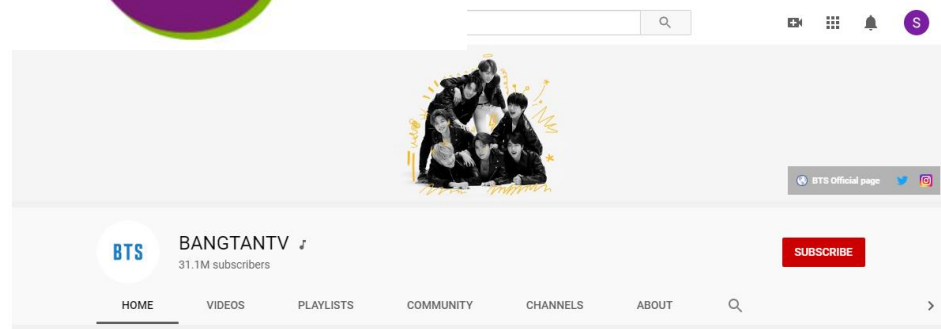 S
BTS Official page
BTS
BANGTANTV
31.1M subscribers
SUBSCRIBE
HOME VIDEOS PLAYLISTS COMMUNITY CHANNELS ABOUT